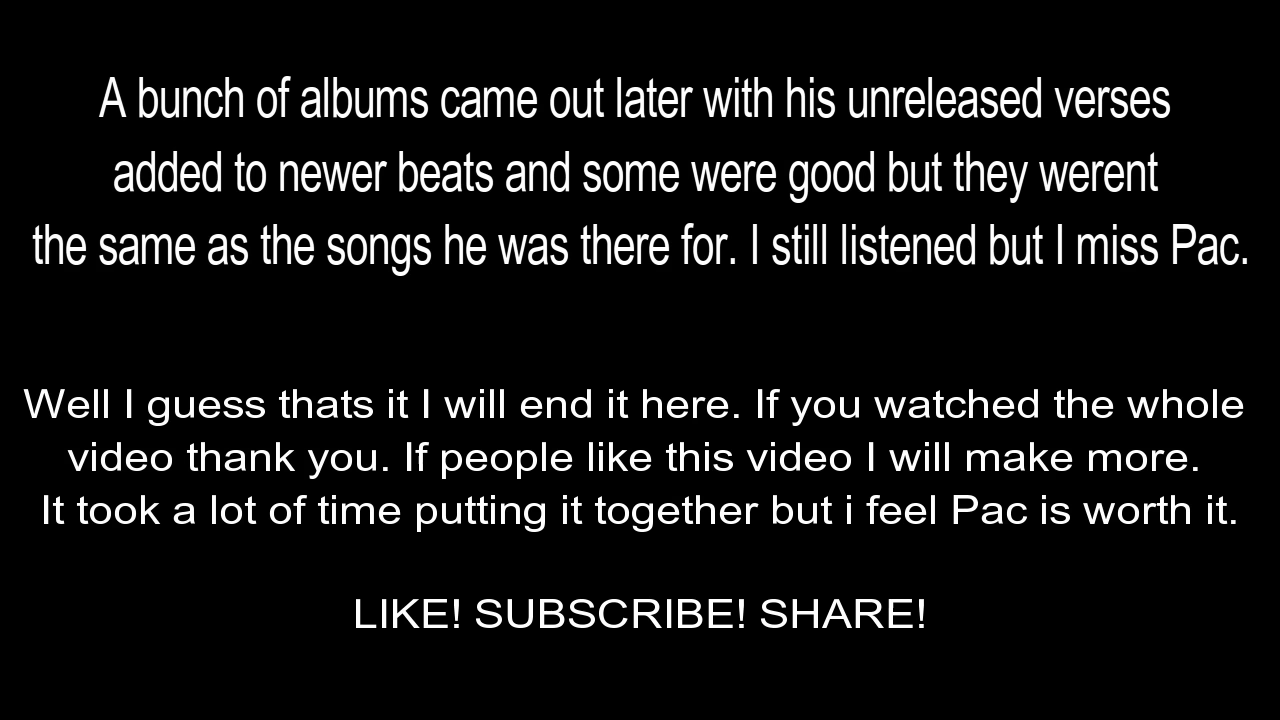 A bunch of albums came out later with his unreleased verses
added to newer beats and some were good but they werent
the same as the songs he was there for. I still listened but I miss Pac.
Well I guess thats it I will end it here. If you watched the whole
video thank you. If people like this video I will make more.
It took a lot of time putting it together but i feel Pac is worth it.
LIKE! SUBSCRIBE! SHARE!